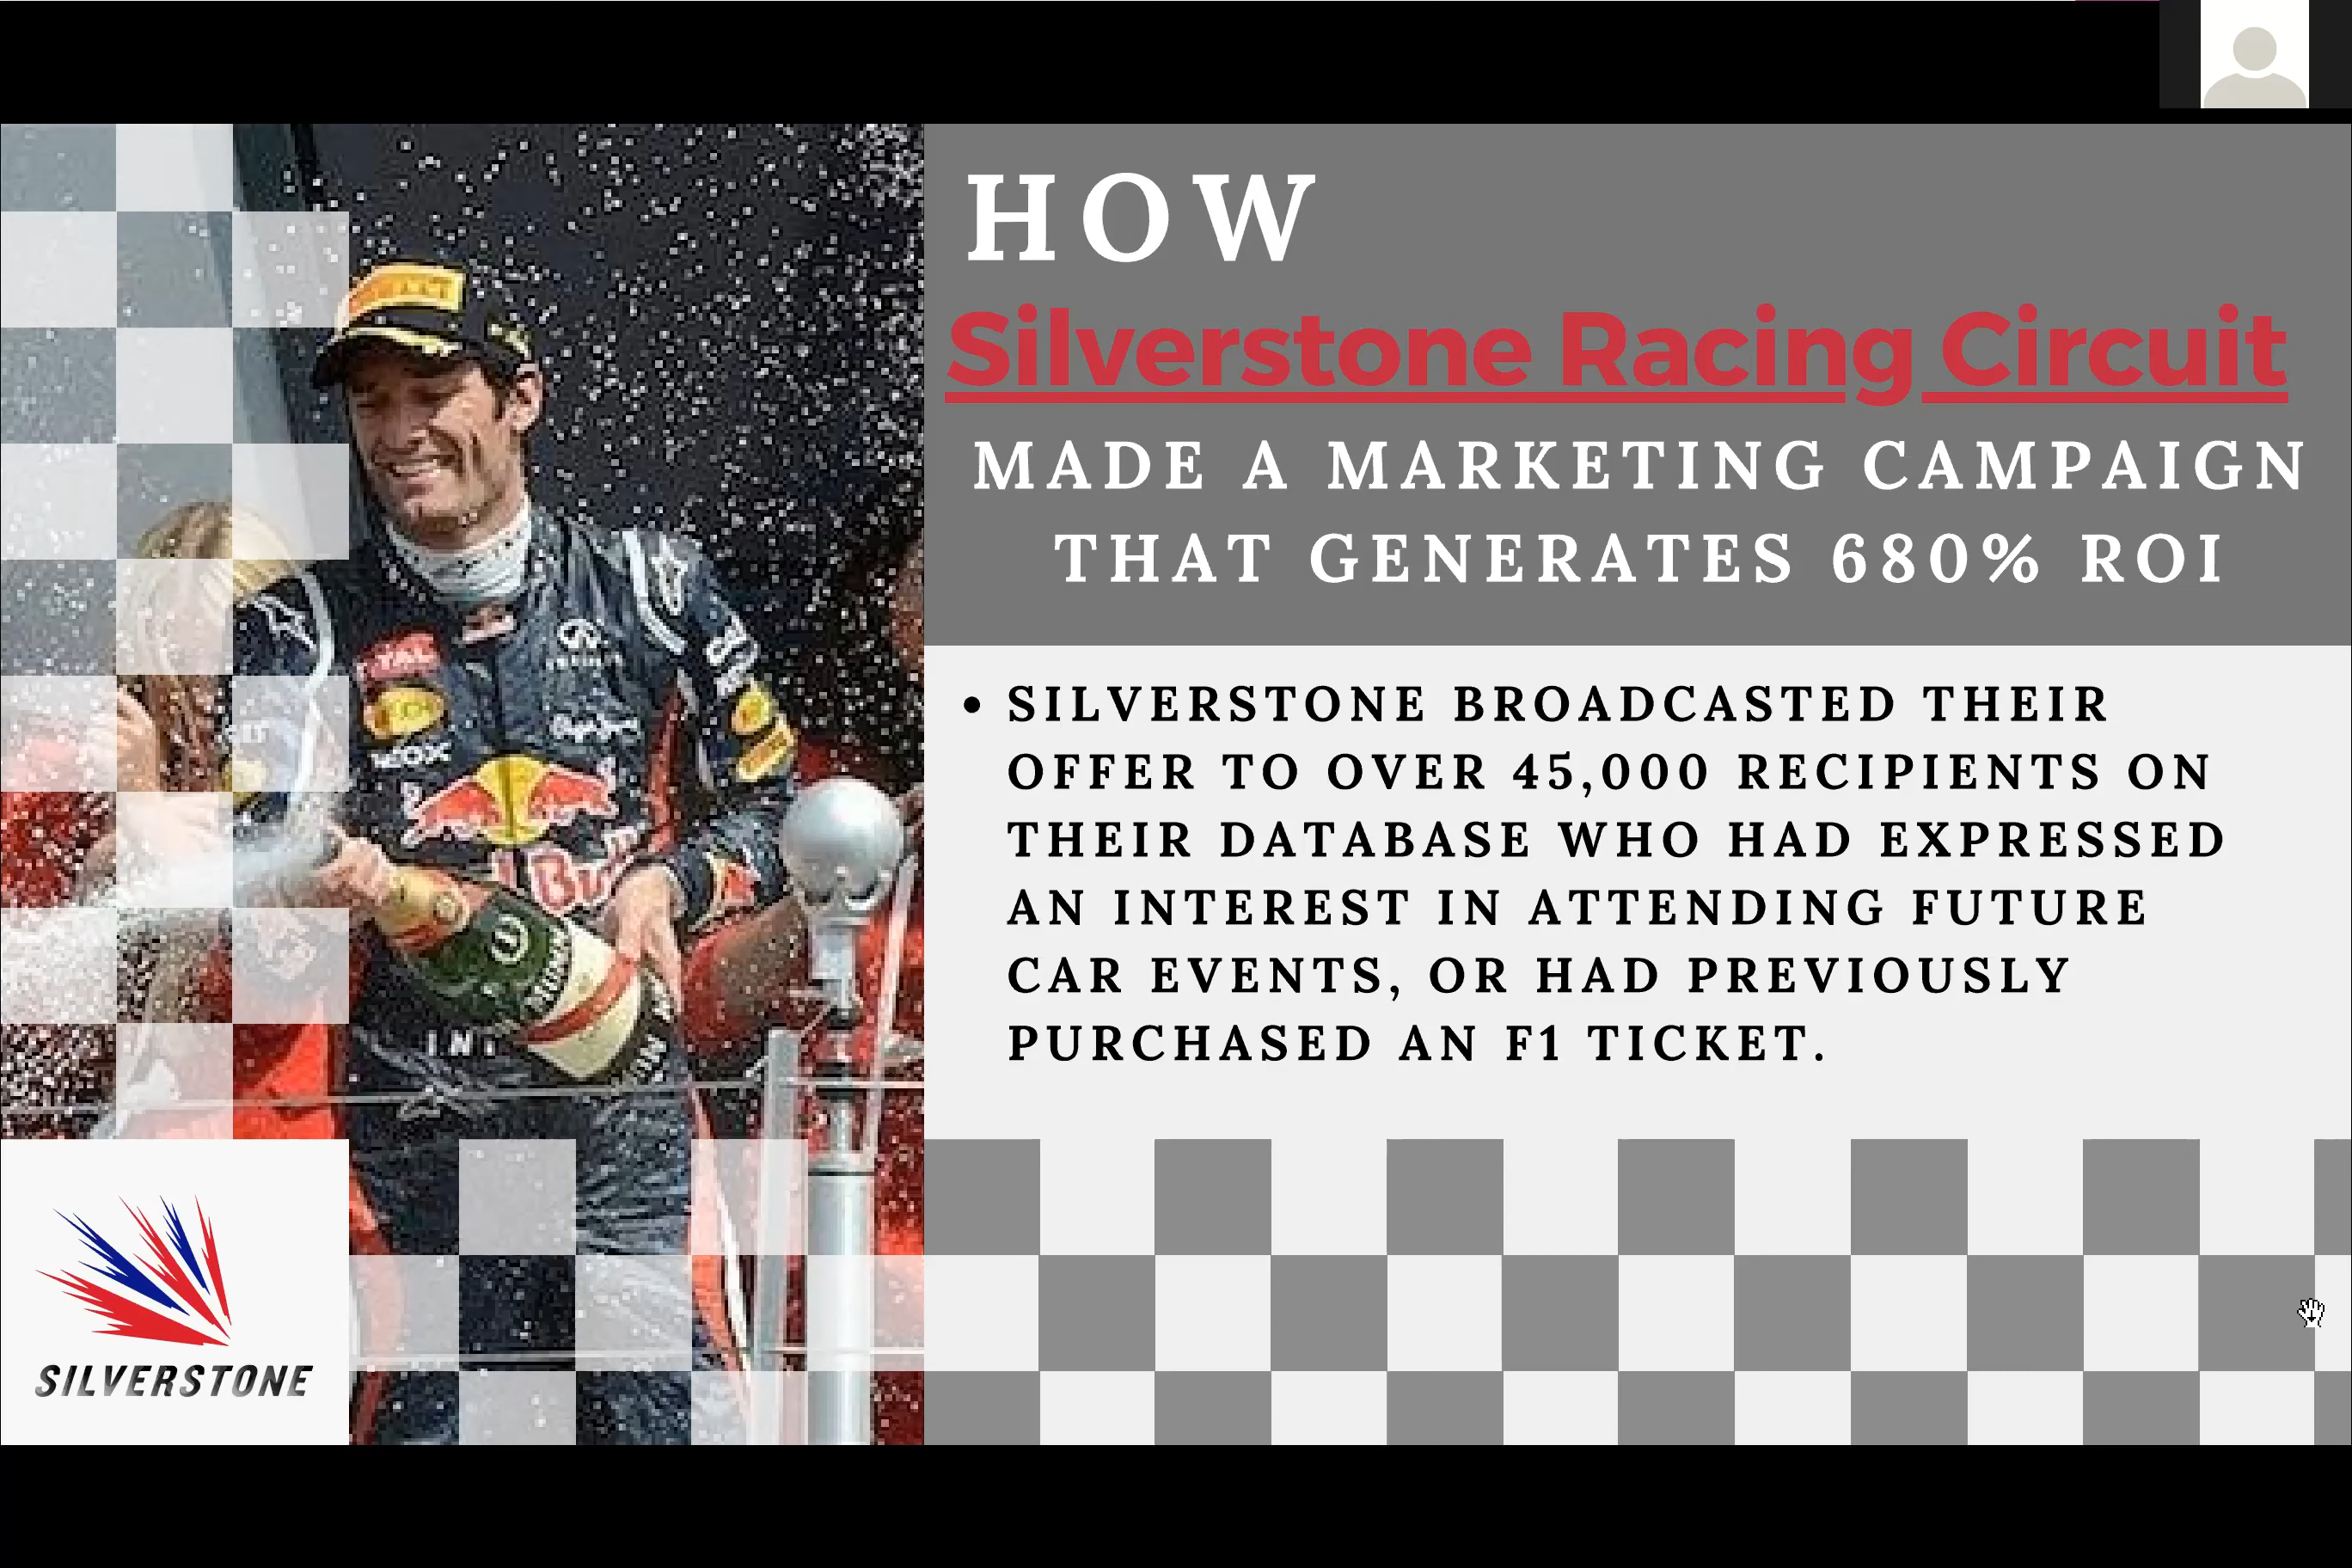 HOW
Silverstone Racing Circuit
MADE A MARKETING CAMPAIGN
THAT GENERATES 680% ROI
• SILVERSTONE BROADCASTED THEIR
OFFER TO OVER 45,000 RECIPIENTS ON
THEIR DATABASE WHO HAD EXPRESSED
AN INTEREST IN ATTENDING FUTURE
CAR EVENTS, OR HAD PREVIOUSLY
PURCHASED AN F1 TICKET.
SILVERSTONE